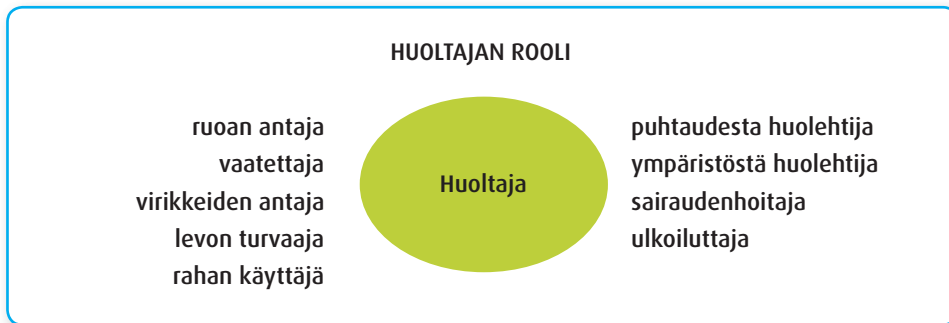 HUOLTAJAN ROOLI
ruoan antaja
vaatettaja
virikkeiden antaja
levon turvaaja
rahan käyttäjä
Huoltaja
puhtaudesta huolehtija
ympäristöstä huolehtija
sairaudenhoitaja
ulkoiluttaja